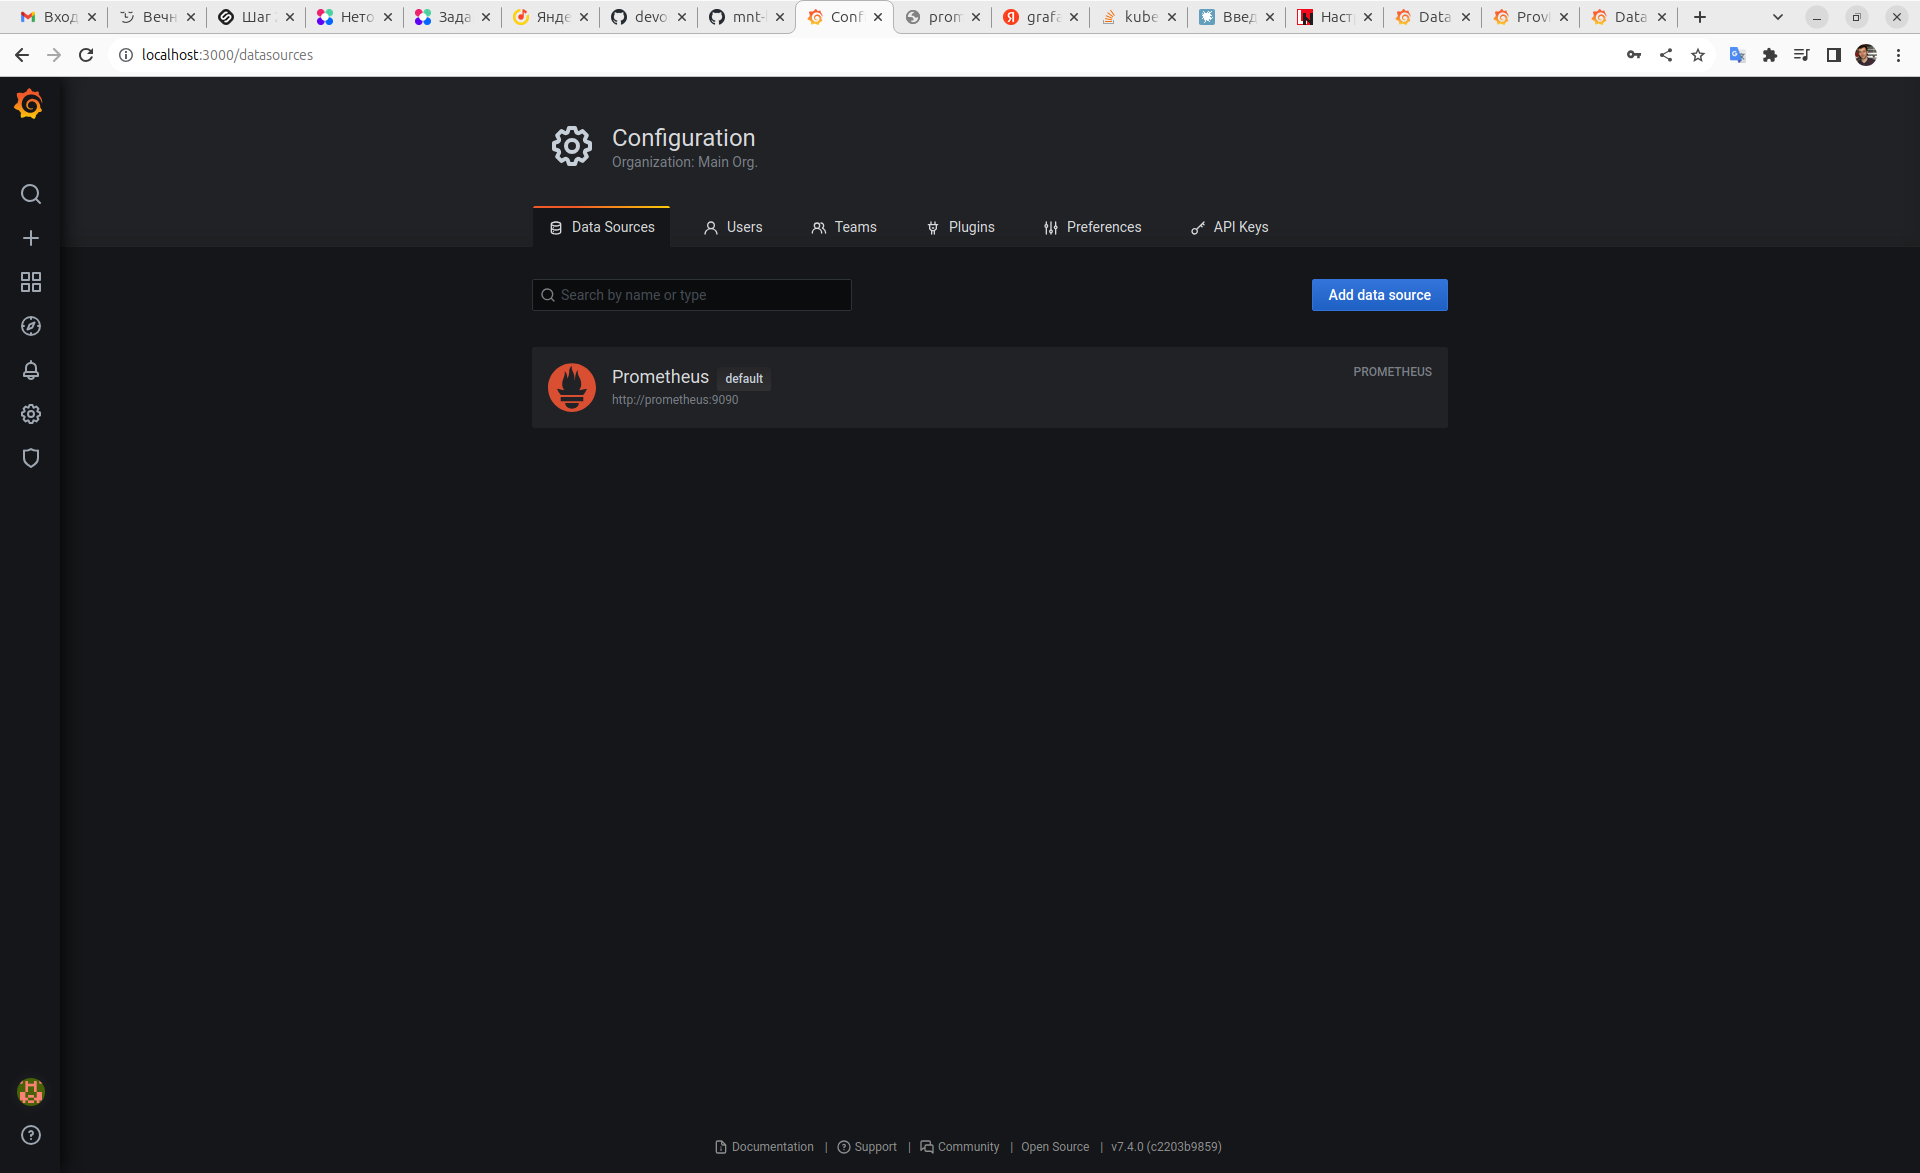 Вход
Вечн
Шаг
Нето
Зада
Янде
devo
mnt-
Conf
prom
grafa
kube
Введ
Наст
Data
Provi
Data
localhost:3000/datasources
Configuration
Organization: Main Org.
Data Sources
Users
Teams
Plugins
Preferences
API Keys
Search by name or type
Add data source
Prometheus default
PROMETHEUS
http://prometheus:9090
Documentation | Support | Community | Open Source | v7.4.0 (c2203b9859)